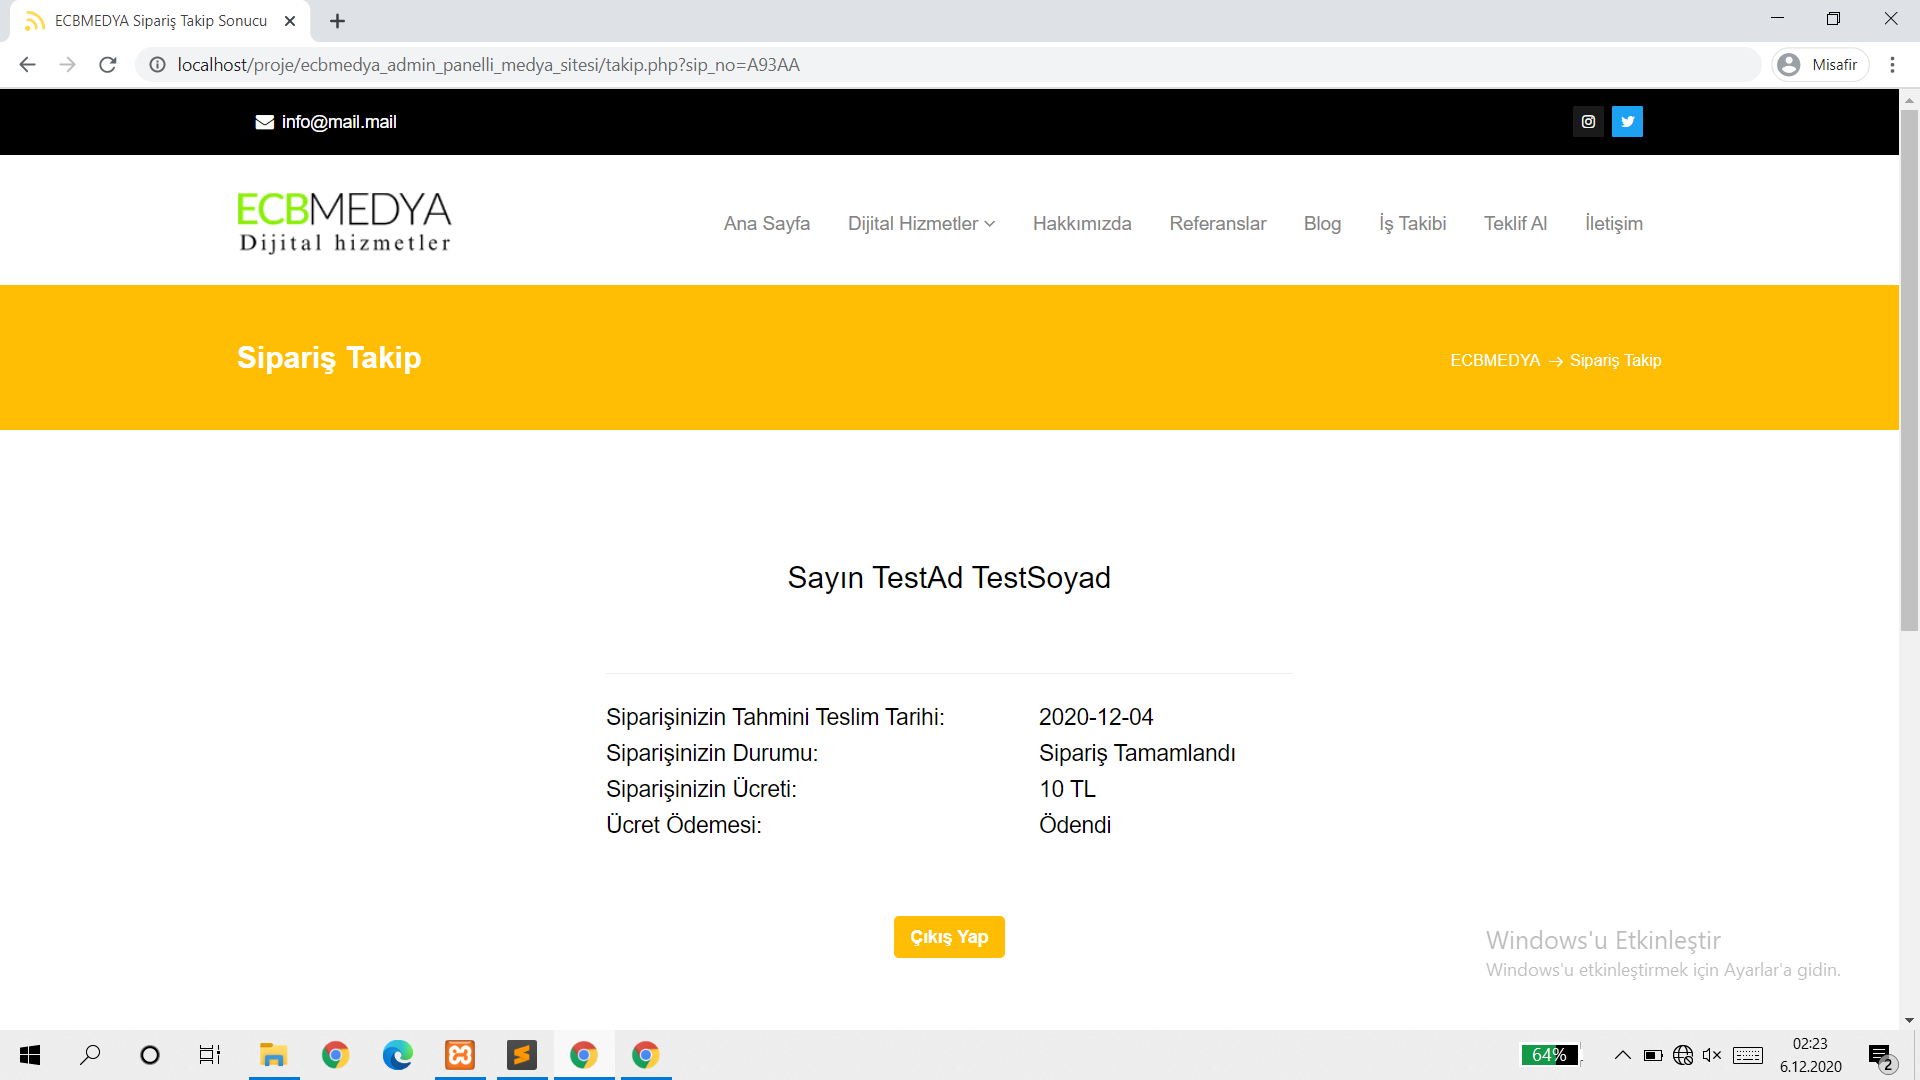 ECBMEDYA Sipariş Takip Sonucu
localhost/proje/ecbmedya_admin_panelli_medya_sitesi/takip.php?sip_no=A93AA
Misafir
info@mail.mail
ECBMEDYA
Dijital hizmetler
Ana Sayfa Dijital Hizmetler Hakkımızda Referanslar Blog İş Takibi Teklif Al İletişim
Sipariş Takip
ECBMEDYA → Sipariş Takip
Sayın TestAd TestSoyad
Siparişinizin Tahmini Teslim Tarihi: 2020-12-04
Siparişinizin Durumu: Sipariş Tamamlandı
Siparişinizin Ücreti: 10 TL
Ücret Ödemesi: Ödendi
Çıkış Yap
Windows'u Etkinleştir
Windows'u etkinleştirmek için Ayarlar'a gidin.
64%
02:23
6.12.2020
2